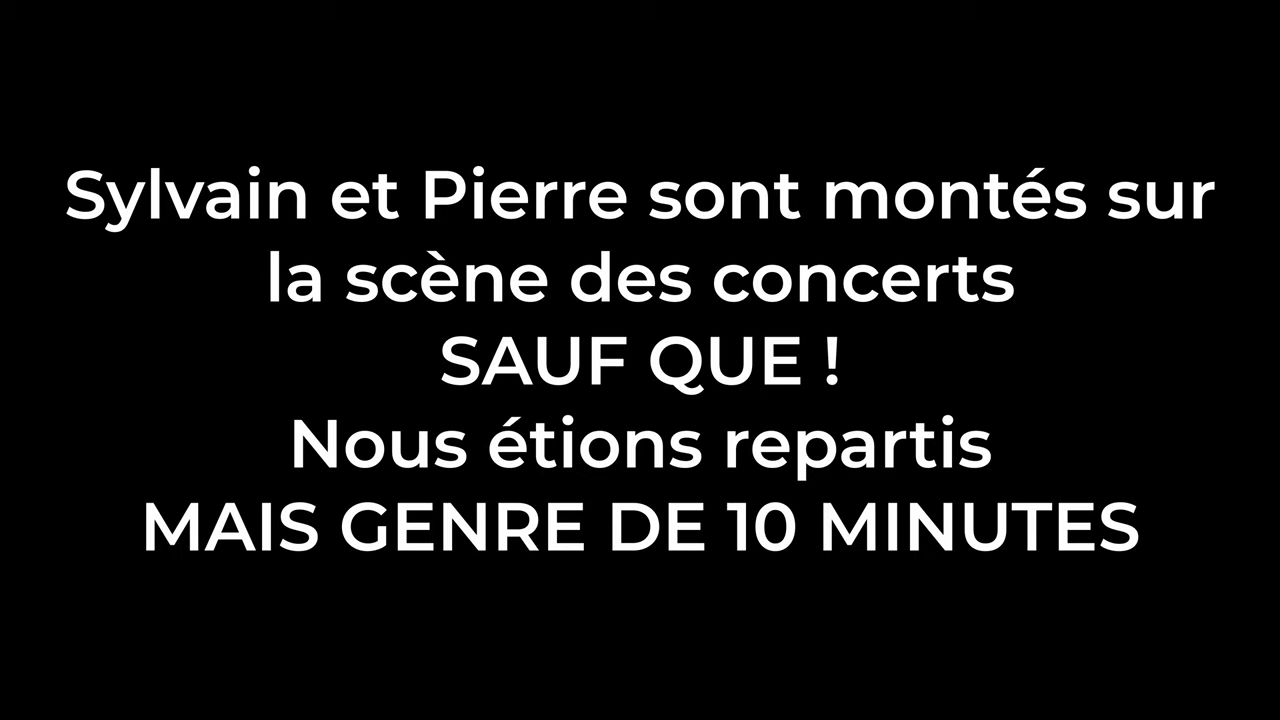 Sylvain et Pierre sont montés sur
la scène des concerts
SAUF QUE !
Nous étions repartis
MAIS GENRE DE 10 MINUTES